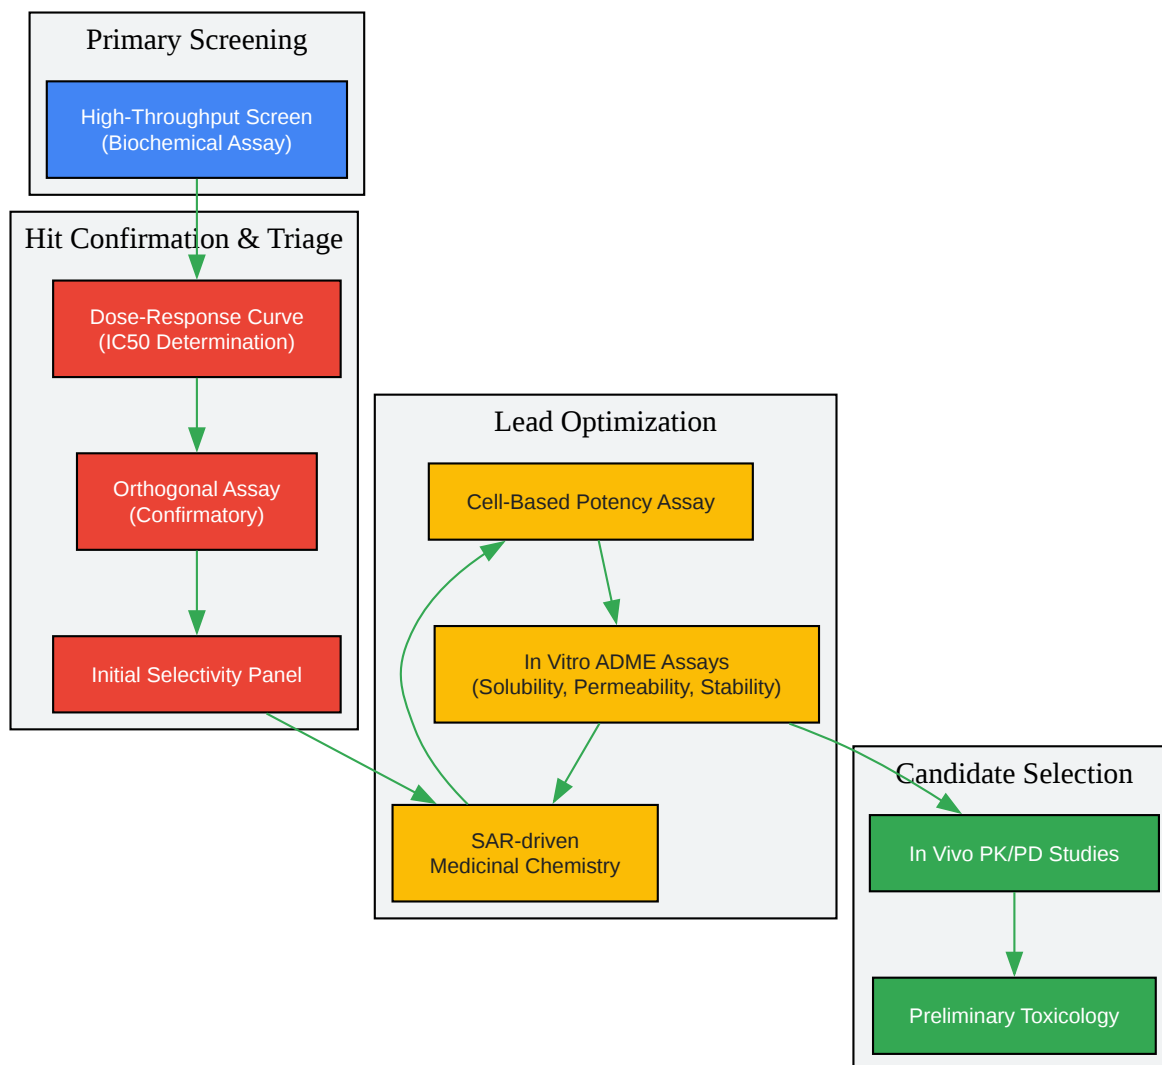 Primary Screening
High-Throughput Screen
(Biochemical Assay)
Hit Confirmation & Triage
Dose-Response Curve
(IC50 Determination)
Orthogonal Assay
(Confirmatory)
Initial Selectivity Panel
Lead Optimization
Cell-Based Potency Assay
In Vitro ADME Assays
(Solubility, Permeability, Stability)
SAR-driven
Medicinal Chemistry
Candidate Selection
In Vivo PK/PD Studies
Preliminary Toxicology